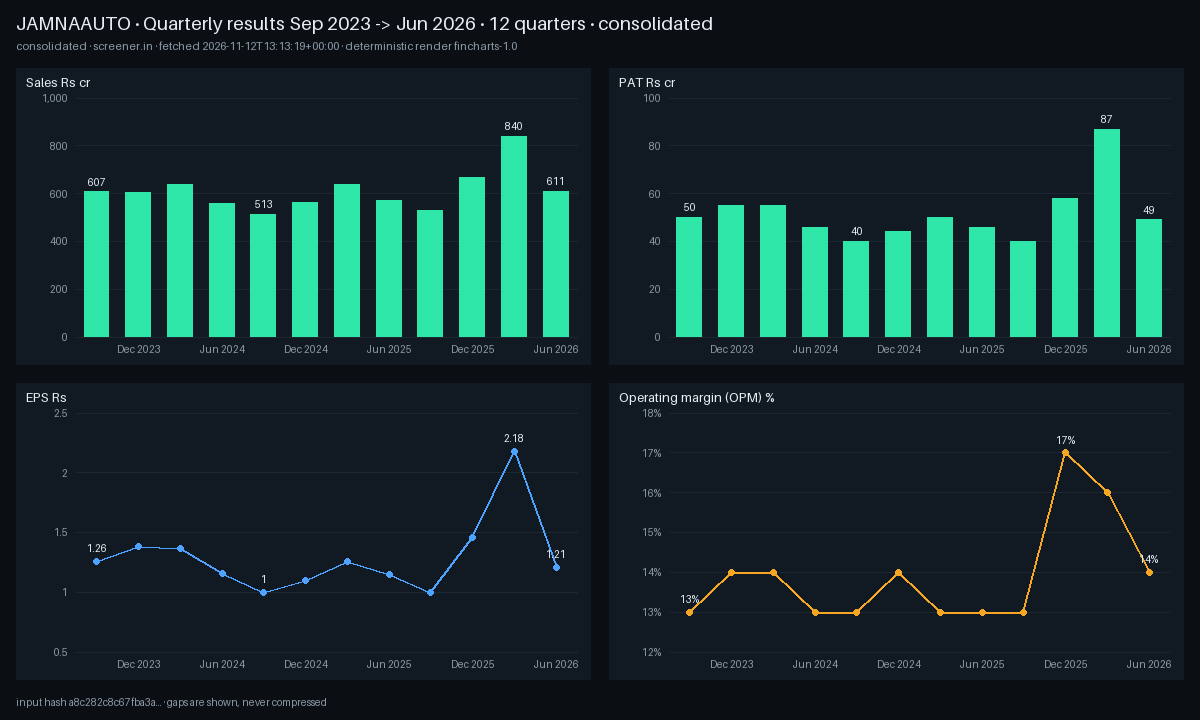 JAMNAAUTO · Quarterly results Sep 2023 -> Jun 2026 · 12 quarters · consolidated
consolidated · screener.in · fetched 2026-11-12T13:13:19+00:00 · deterministic render fincharts-1.0
Sales Rs cr
1,000
800
600
400
200
0
607
513
840
611
Dec 2023
Jun 2024
Dec 2024
Jun 2025
Dec 2025
Jun 2026
PAT Rs cr
100
80
60
40
20
0
50
40
87
49
Dec 2023
Jun 2024
Dec 2024
Jun 2025
Dec 2025
Jun 2026
EPS Rs
2.5
2
1.5
1
0.5
1.26
1
2.18
1.21
Dec 2023
Jun 2024
Dec 2024
Jun 2025
Dec 2025
Jun 2026
Operating margin (OPM) %
18%
17%
16%
15%
14%
13%
12%
13%
17%
14%
Dec 2023
Jun 2024
Dec 2024
Jun 2025
Dec 2025
Jun 2026
input hash a8c282c8c67fba3a… · gaps are shown, never compressed